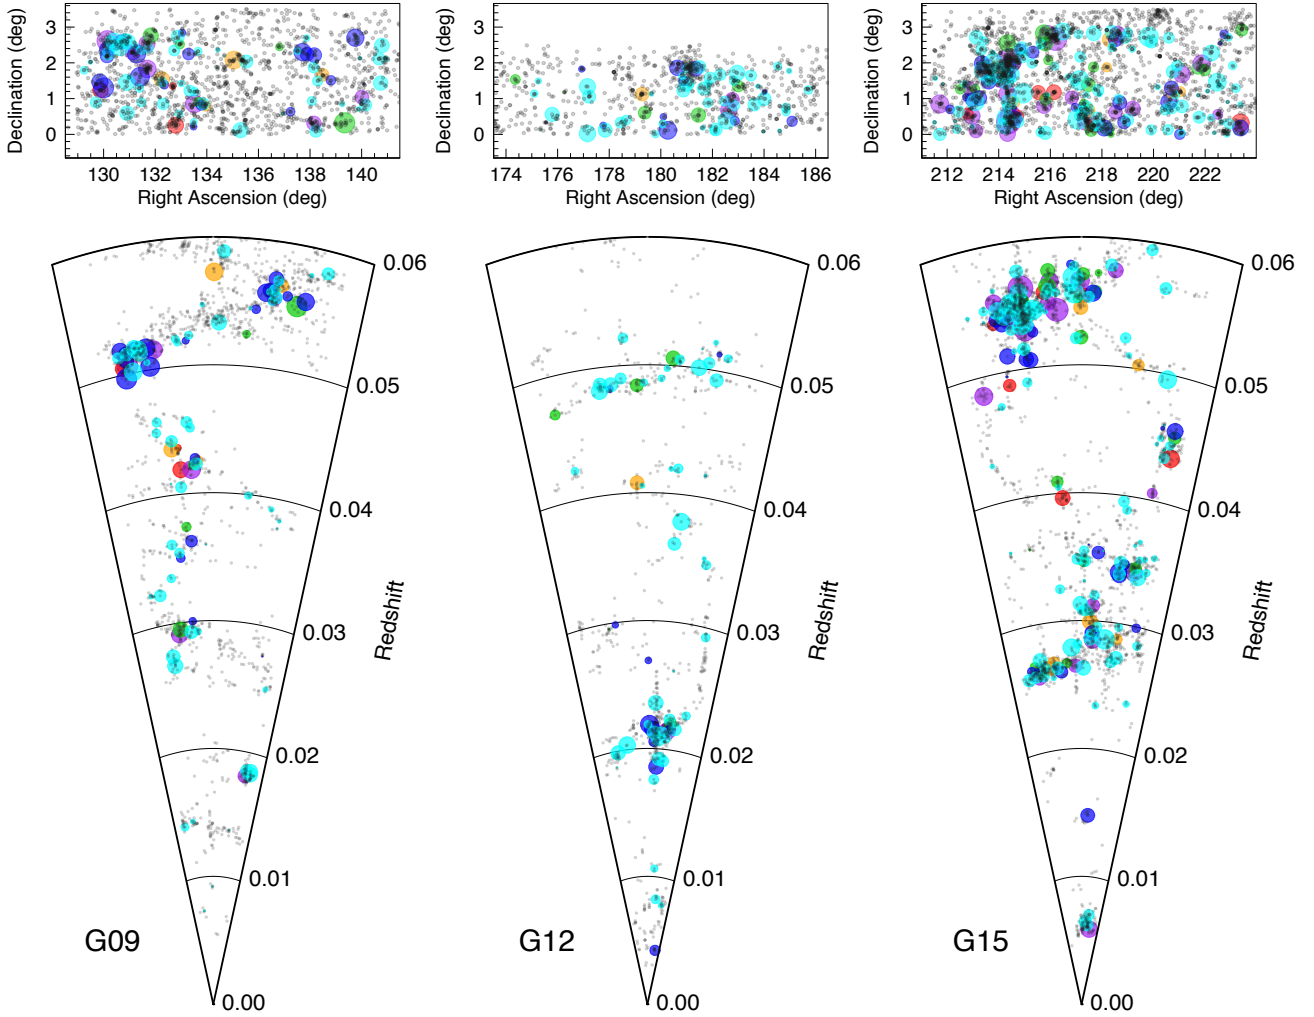 Declination (deg)
3
2
1
0
130 132 134 136 138 140
Right Ascension (deg)
Declination (deg)
3
2
1
0
174 176 178 180 182 184 186
Right Ascension (deg)
Declination (deg)
3
2
1
0
212 214 216 218 220 222
Right Ascension (deg)
0.06
0.05
0.04
0.03
Redshift
0.02
0.01
G09
0.00
0.06
0.05
0.04
0.03
Redshift
0.02
0.01
G12
0.00
0.06
0.05
0.04
0.03
Redshift
0.02
0.01
G15
0.00